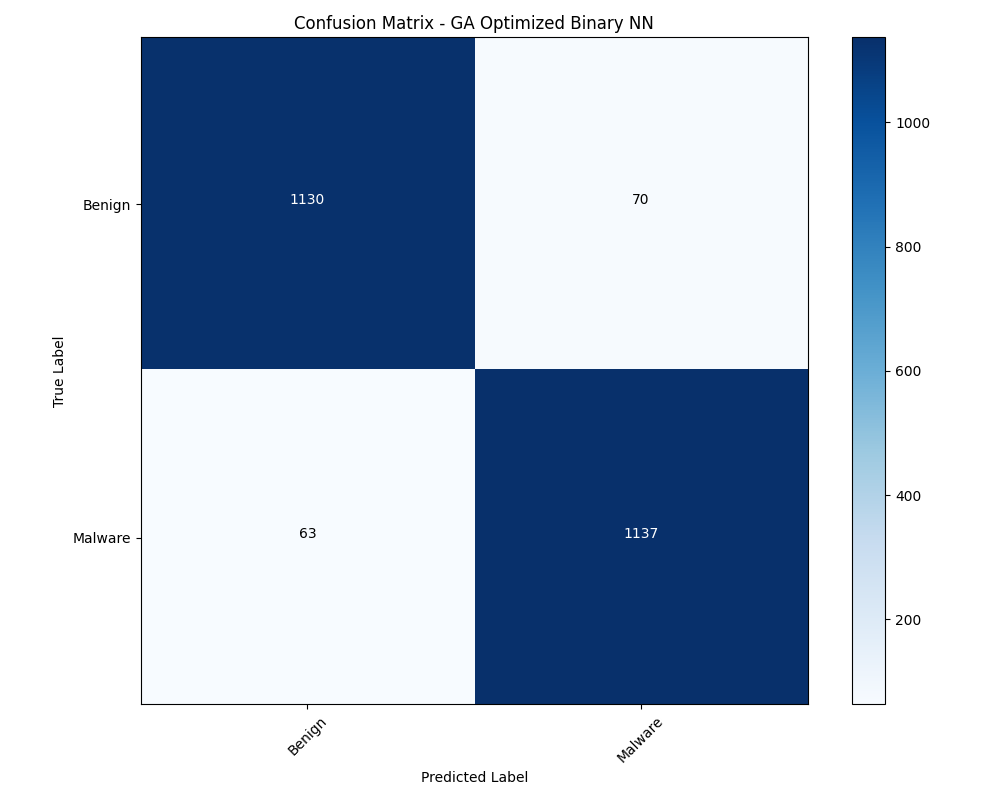 Confusion Matrix - GA Optimized Binary NN
True Label
Benign
Malware
1130
70
63
1137
Benign
Malware
Predicted Label
1000
800
600
400
200